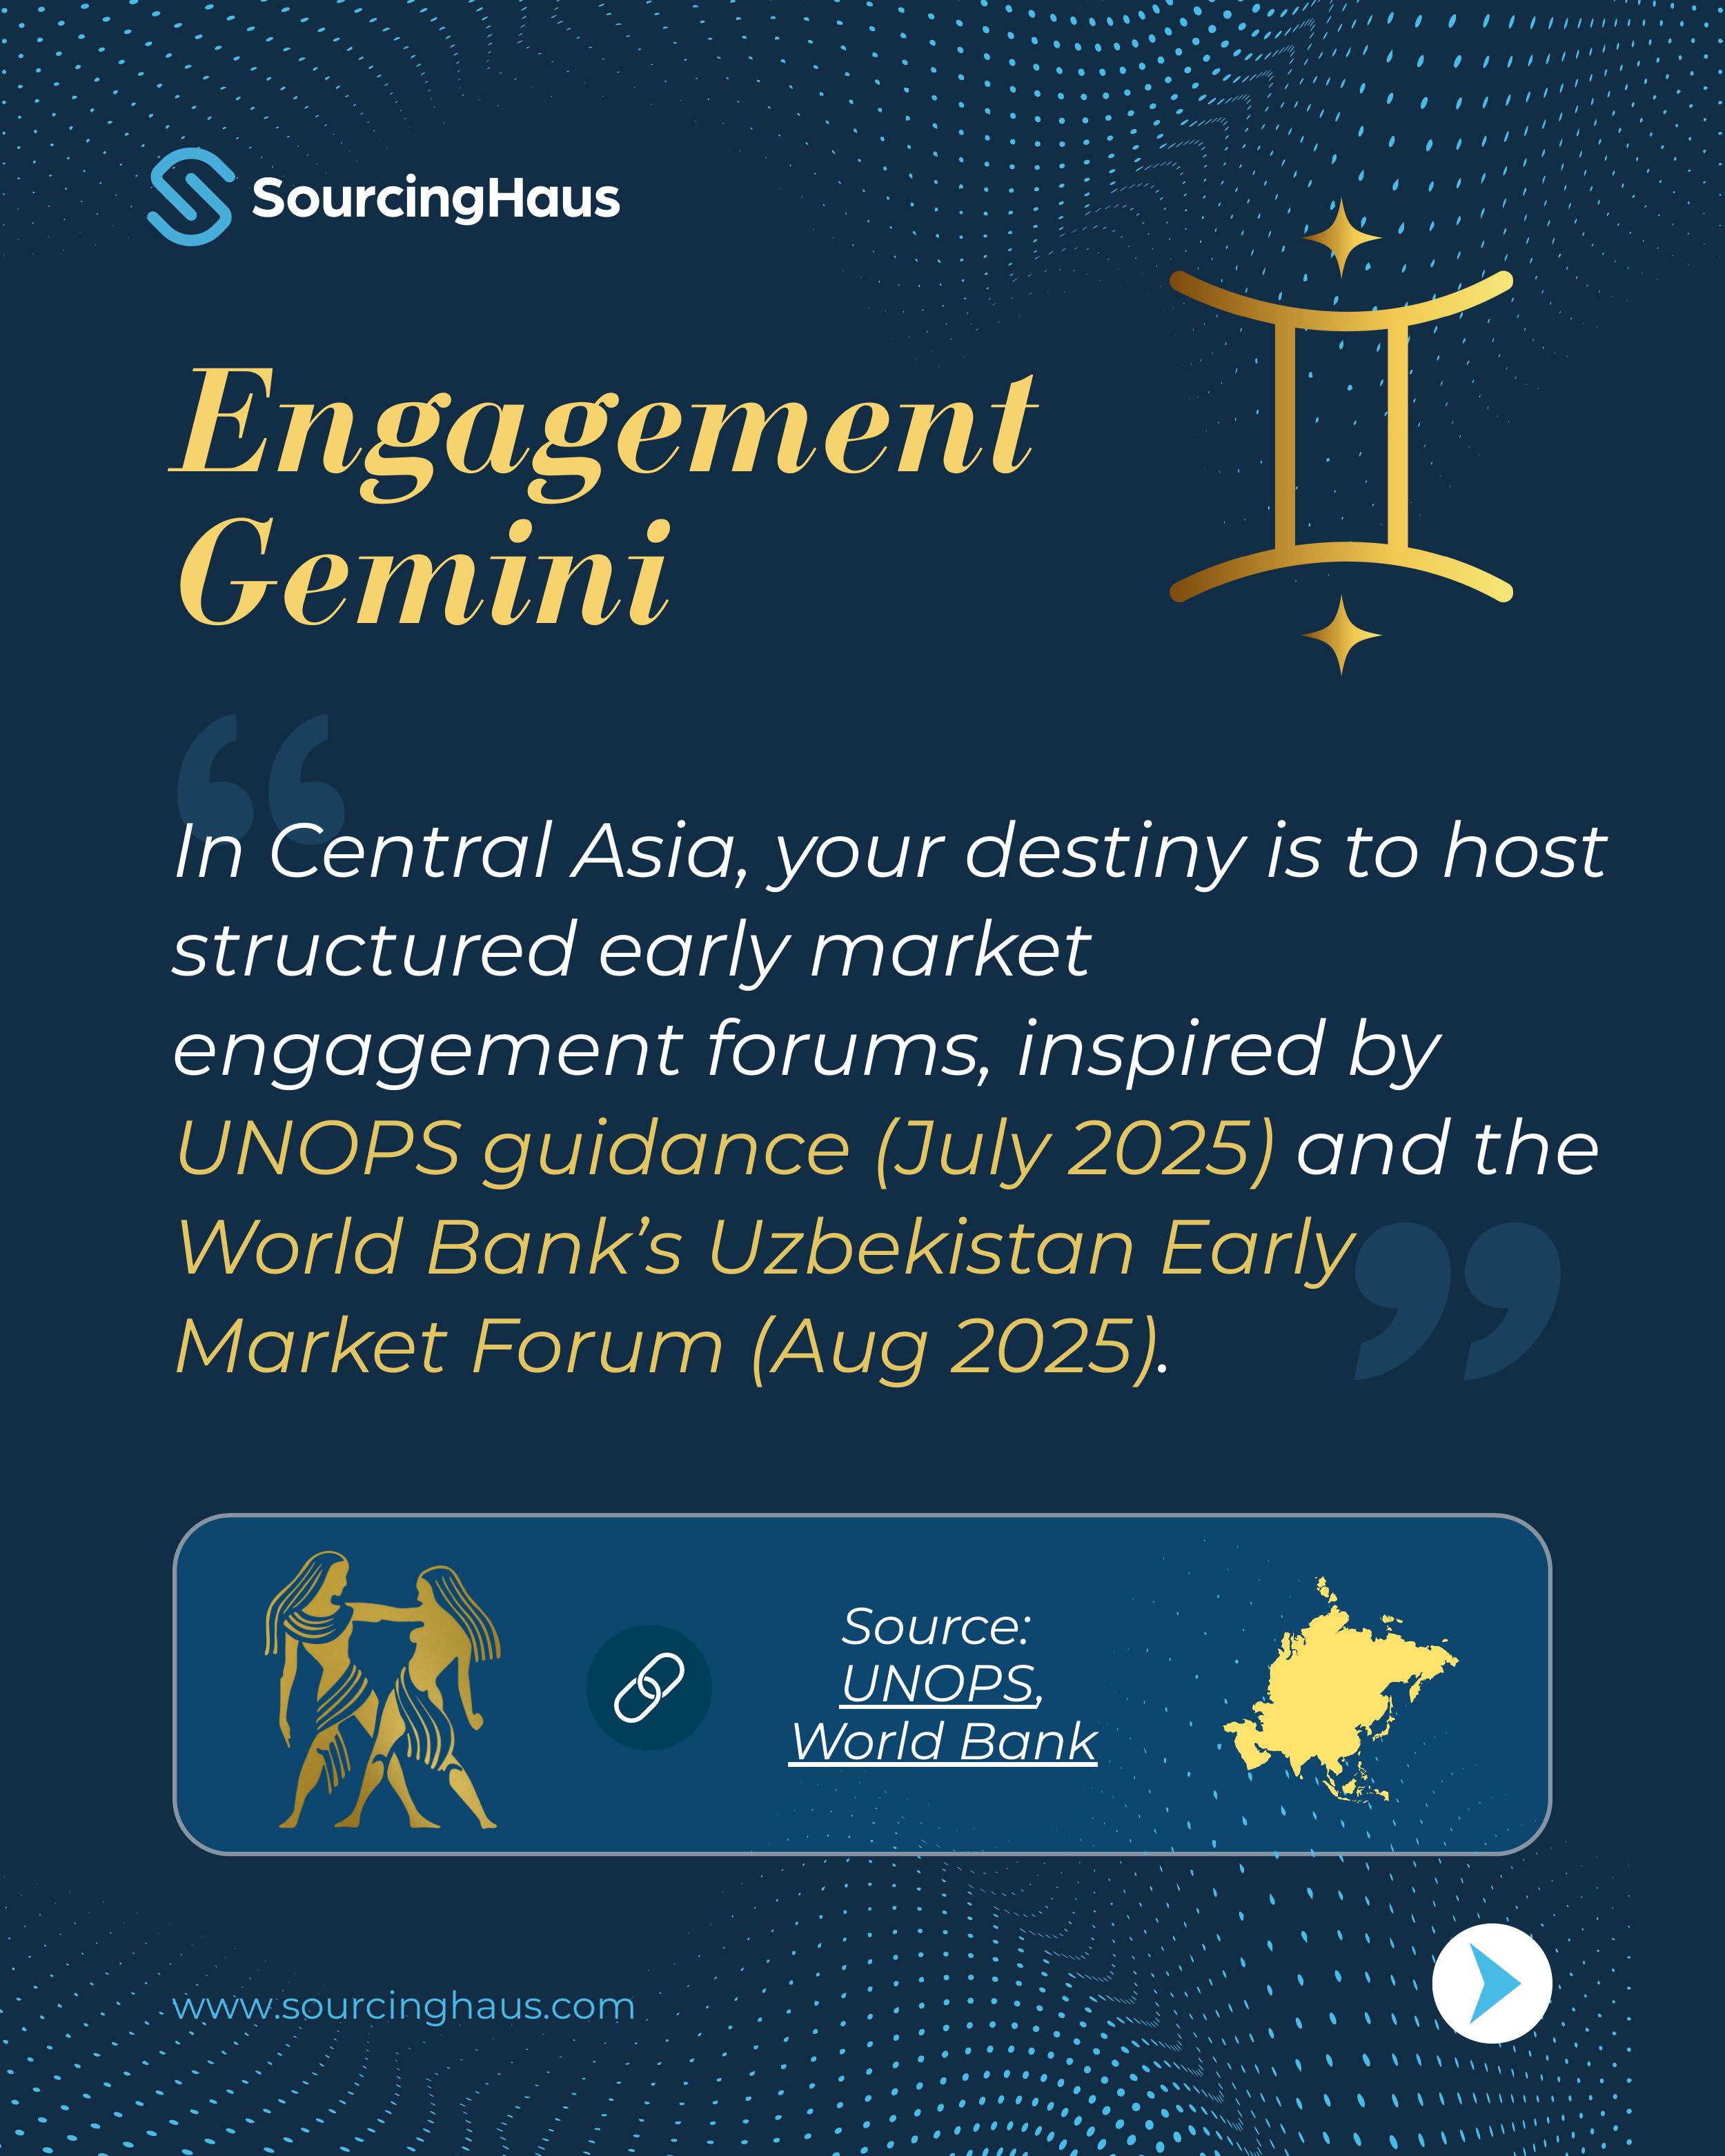 SourcingHaus
Engagement
Gemini
“
In Central Asia, your destiny is to host
structured early market
engagement forums, inspired by
UNOPS guidance (July 2025) and the
World Bank’s Uzbekistan Early
Market Forum (Aug 2025).
”
Source:
UNOPS,
World Bank
www.sourcinghaus.com